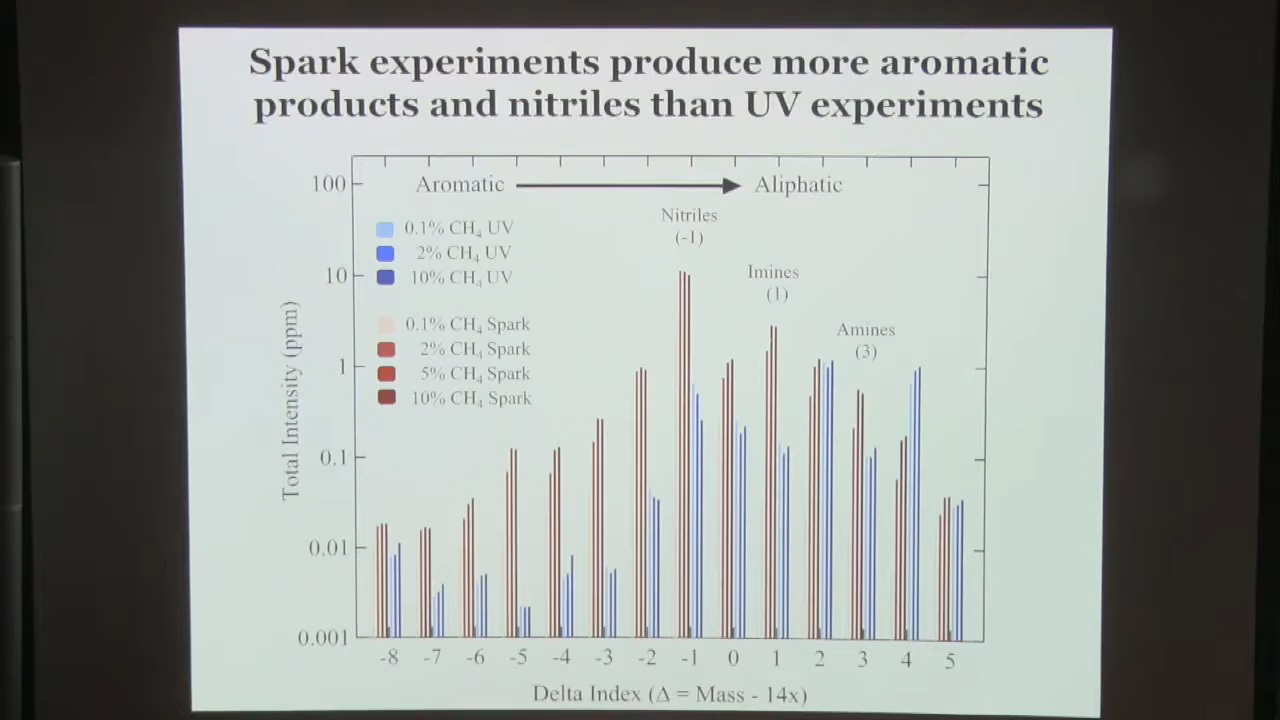 Spark experiments produce more aromatic
products and nitriles than UV experiments
Aromatic
Aliphatic
Nitriles
(-1)
Imines
(1)
Amines
(3)
0.1% CH₄ UV
2% CH₄ UV
10% CH₄ UV
0.1% CH₄ Spark
2% CH₄ Spark
5% CH₄ Spark
10% CH₄ Spark
Total Intensity (ppm)
100
10
1
0.1
0.01
0.001
-8 -7 -6 -5 -4 -3 -2 -1 0 1 2 3 4 5
Delta Index (Δ = Mass - 14x)